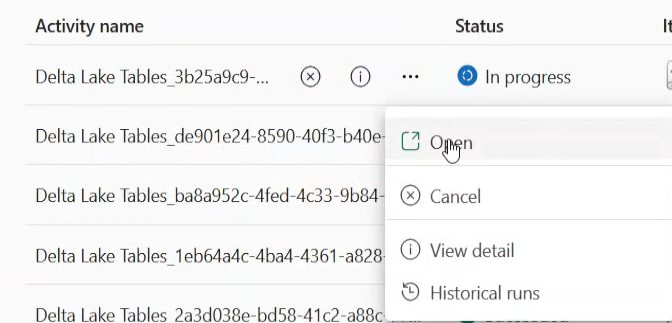 Activity name Status It
Delta Lake Tables_3b25a9c9-... In progress
Delta Lake Tables_de901e24-8590-40f3-b40e-
Open
Delta Lake Tables_ba8a952c-4fed-4c33-9b84-
Cancel
Delta Lake Tables_1eb64a4c-4ba4-4361-a828-
View detail
Historical runs
Delta Lake Tables_2a3d038e-bd58-41c2-a88c-